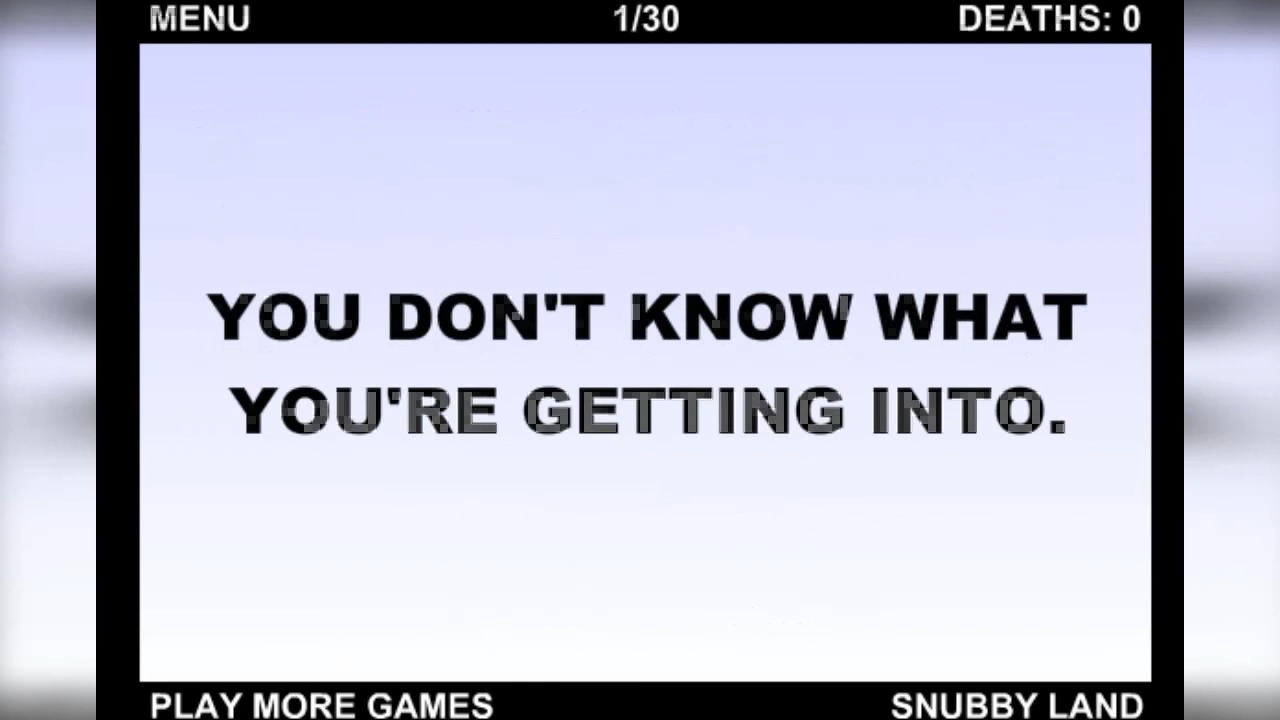 MENU 1/30 DEATHS: 0
YOU DON'T KNOW WHAT
YOU'RE GETTING INTO.
PLAY MORE GAMES SNUBBY LAND